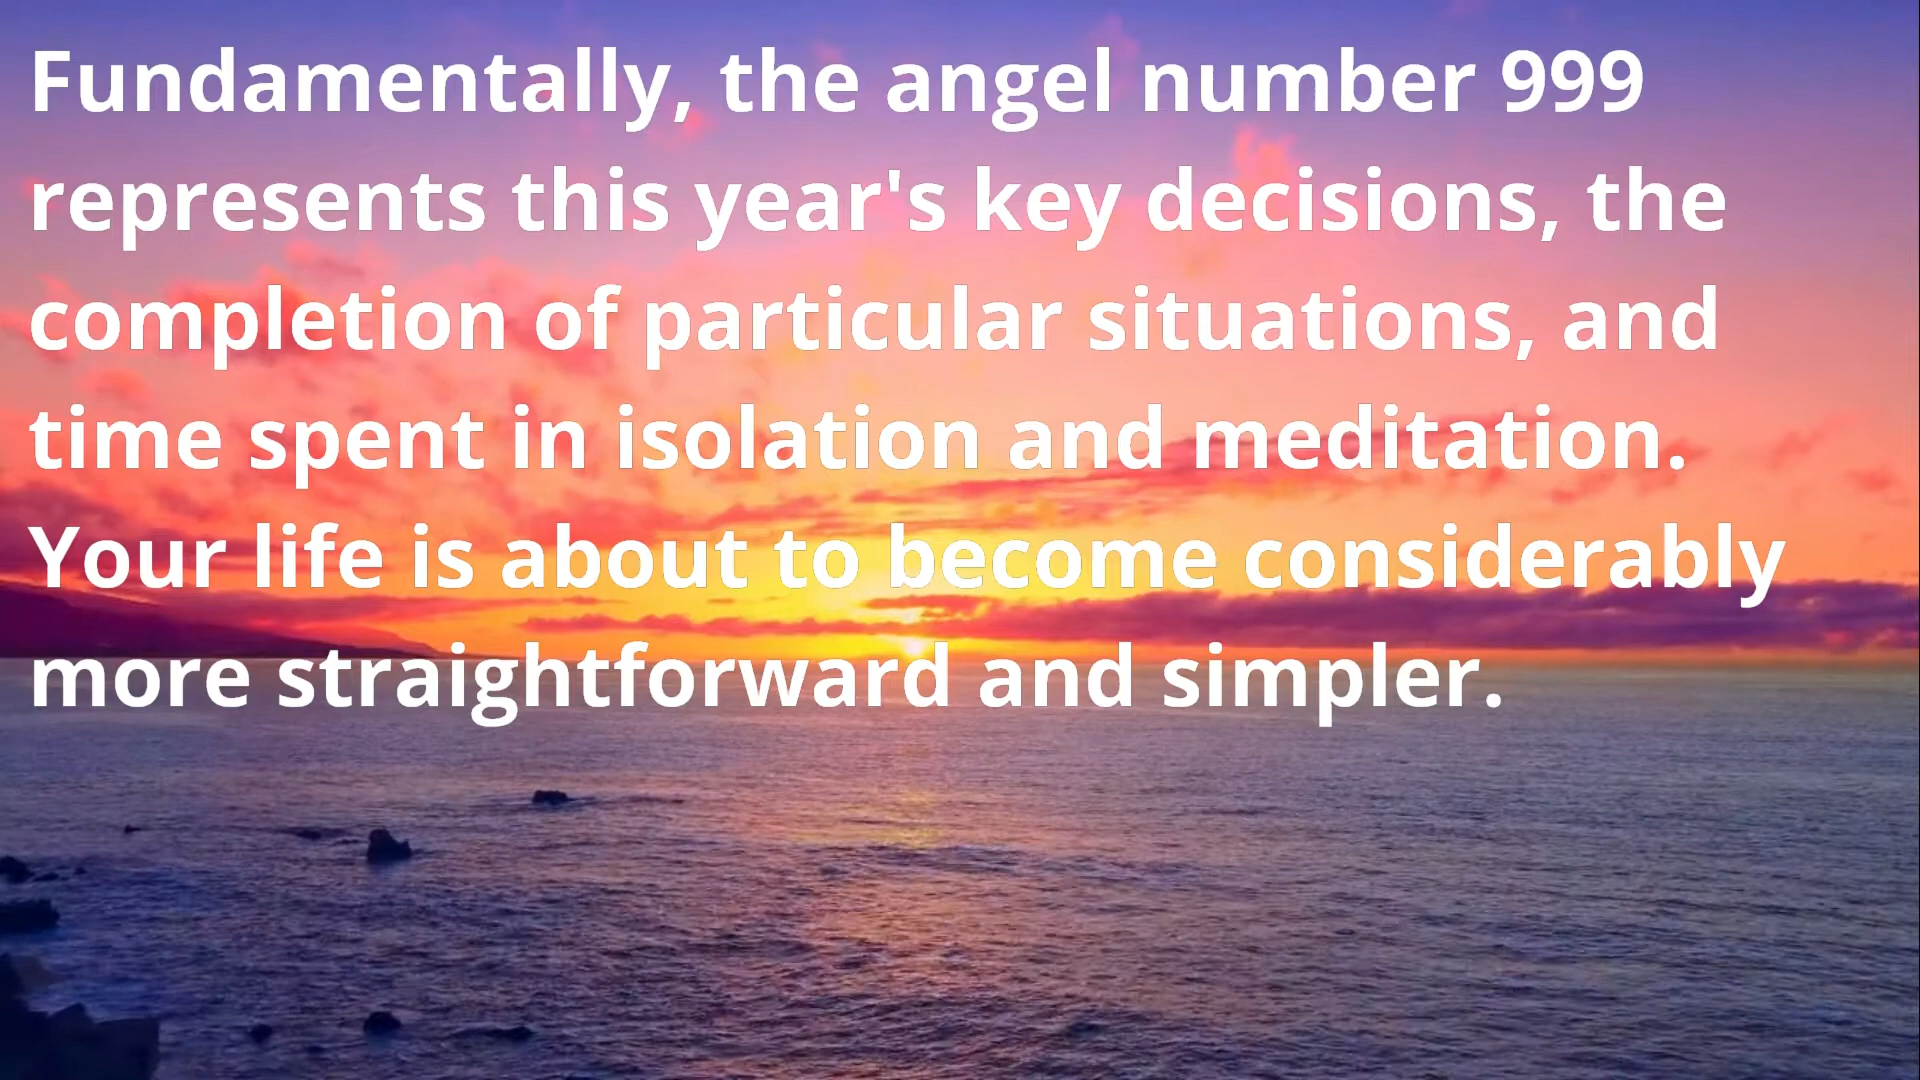 Fundamentally, the angel number 999
represents this year's key decisions, the
completion of particular situations, and
time spent in isolation and meditation.
Your life is about to become considerably
more straightforward and simpler.